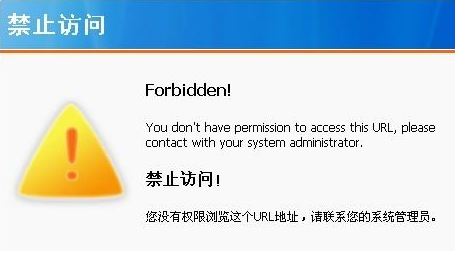 禁止访问
Forbidden!
You don't have permission to access this URL, please
contact with your system administrator.
禁止访问!
您没有权限浏览这个URL地址，请联系您的系统管理员。